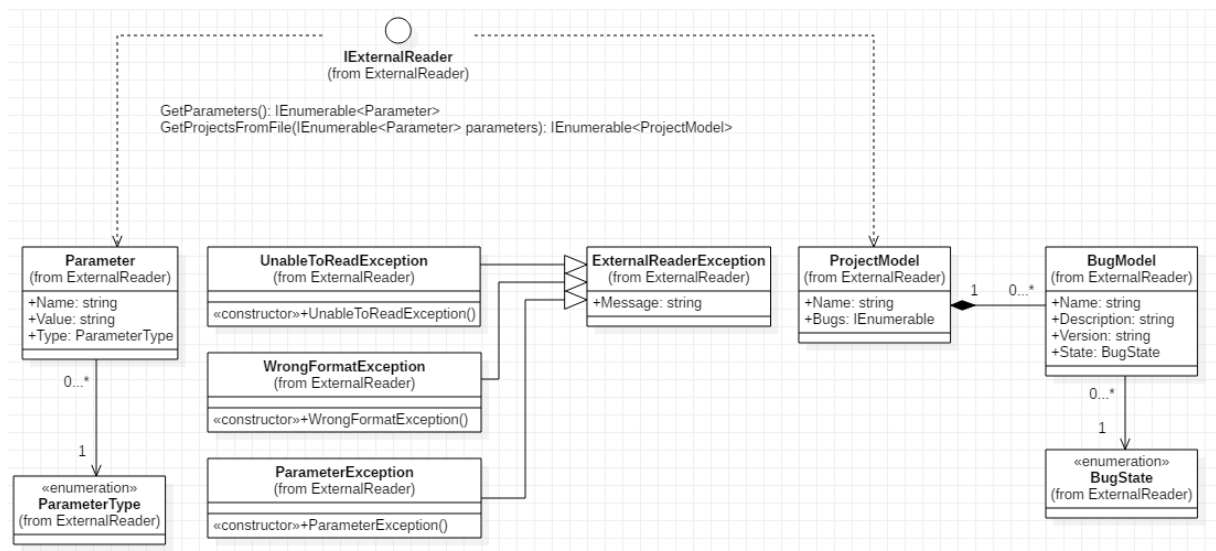 IExternalReader
(from ExternalReader)
GetParameters(): IEnumerable<Parameter>
GetProjectsFromFile(IEnumerable<Parameter> parameters): IEnumerable<ProjectModel>
Parameter
(from ExternalReader)
+Name: string
+Value: string
+Type: ParameterType
0...*
1
«enumeration»
ParameterType
(from ExternalReader)
UnableToReadException
(from ExternalReader)
«constructor»+UnableToReadException()
WrongFormatException
(from ExternalReader)
«constructor»+WrongFormatException()
ParameterException
(from ExternalReader)
«constructor»+ParameterException()
ExternalReaderException
(from ExternalReader)
+Message: string
ProjectModel
(from ExternalReader)
+Name: string
+Bugs: IEnumerable
1
0...*
BugModel
(from ExternalReader)
+Name: string
+Description: string
+Version: string
+State: BugState
0...*
1
«enumeration»
BugState
(from ExternalReader)